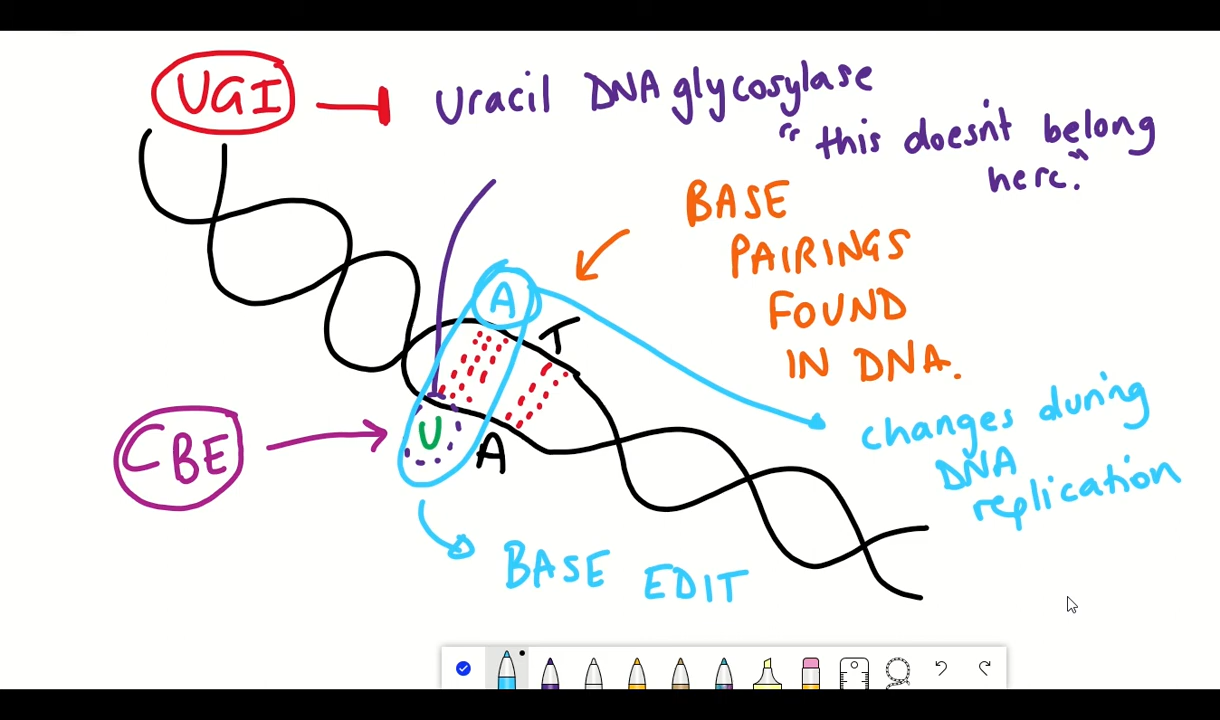 UGI
Uracil DNA glycosylase
"this doesn't belong
here."
BASE
PAIRINGS
FOUND
IN DNA.
A
T
U
A
CBE
changes during
DNA
replication
BASE EDIT